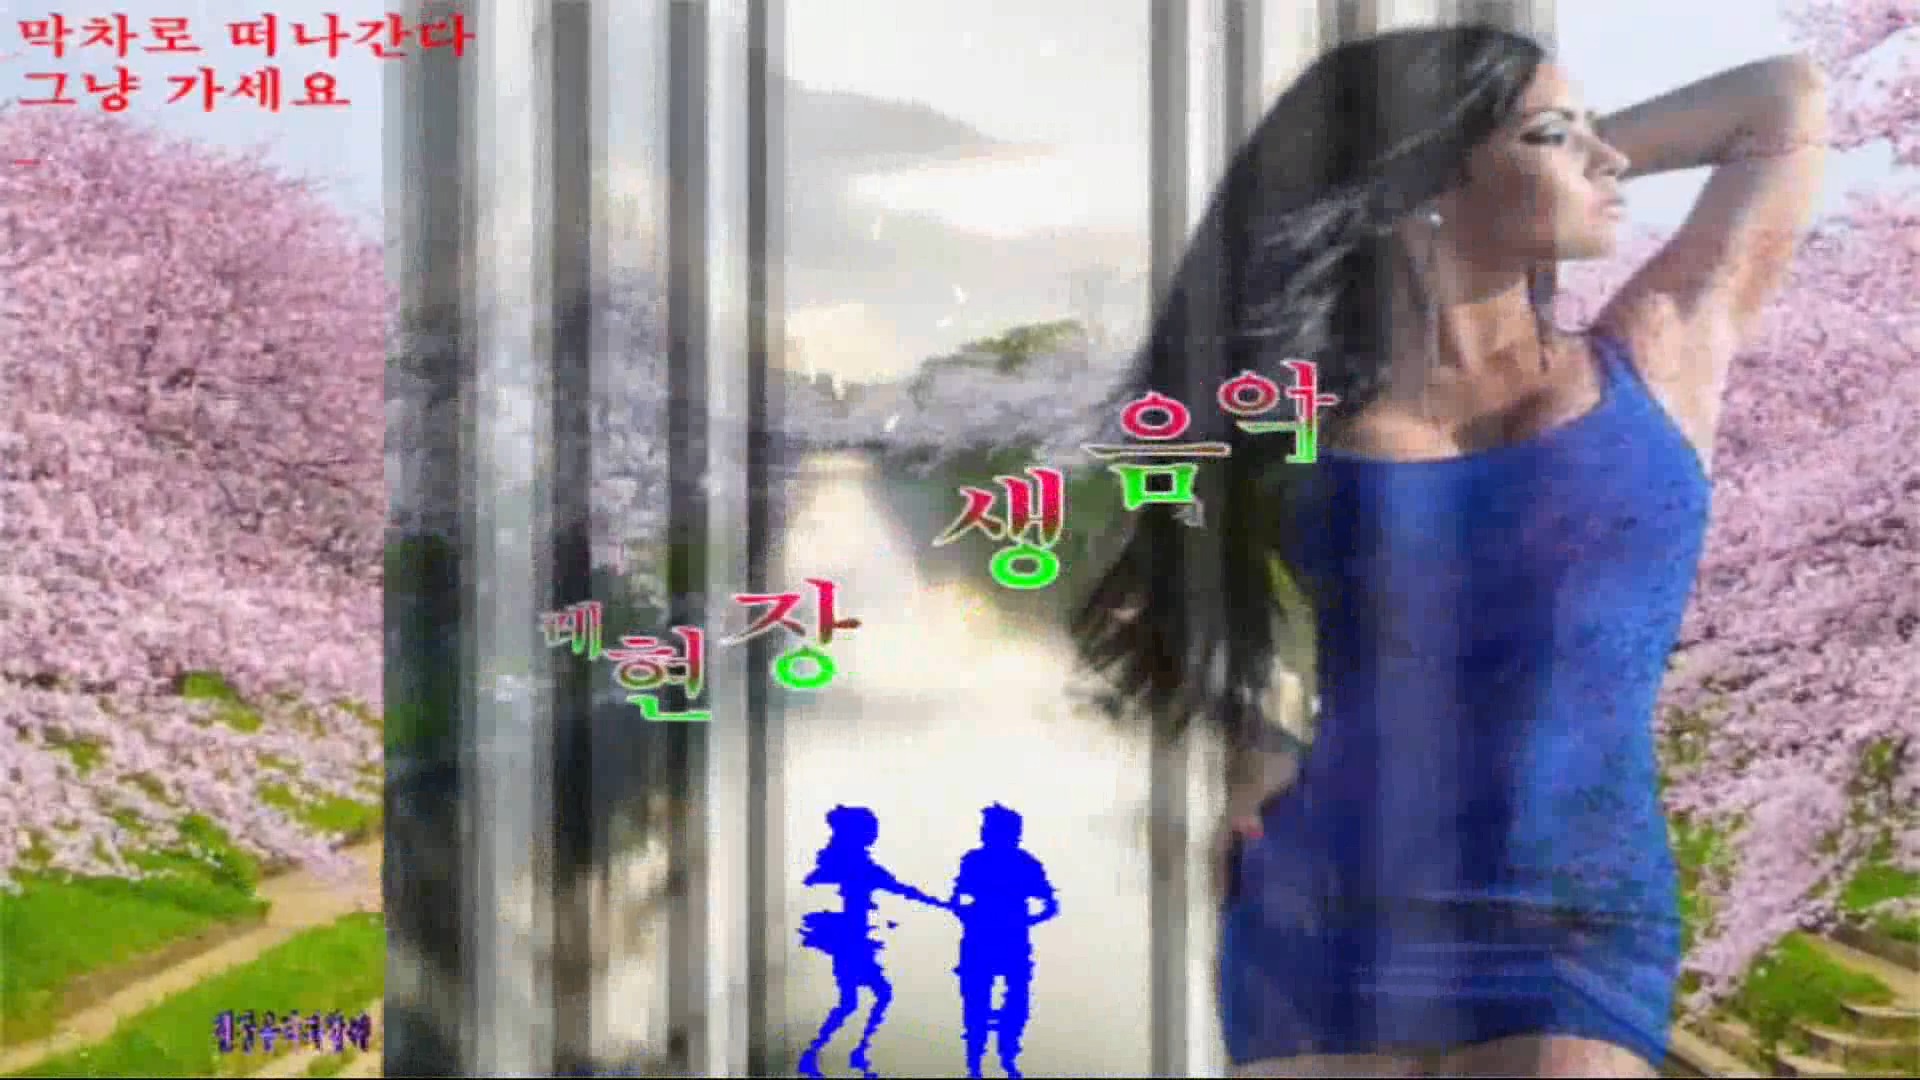 막차로 떠나간다
그냥 가세요
현장 생음악